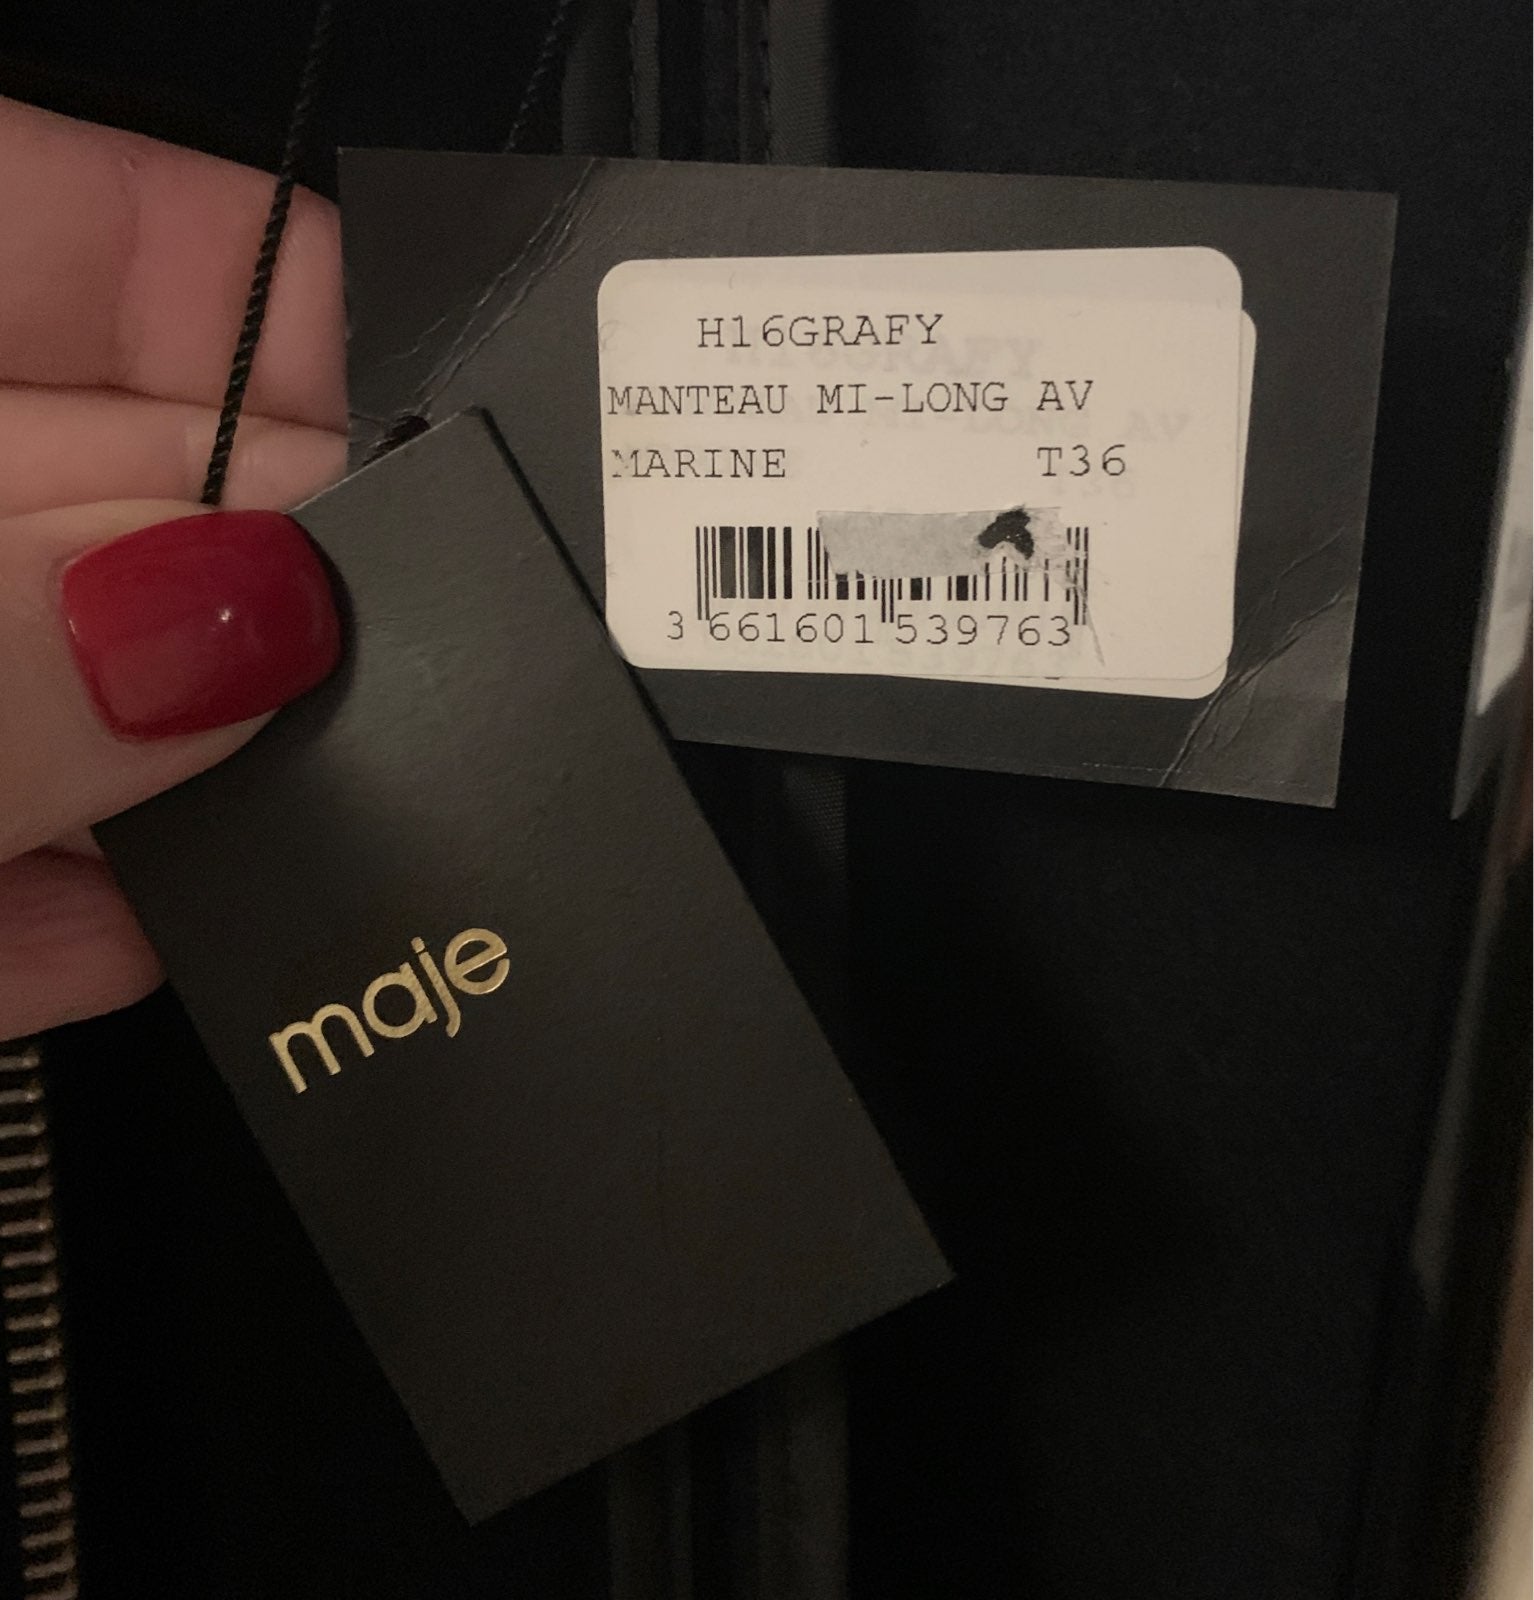 H16GRAFY
MANTEAU MI-LONG AV
MARINE T36
3 661601 539763
maje